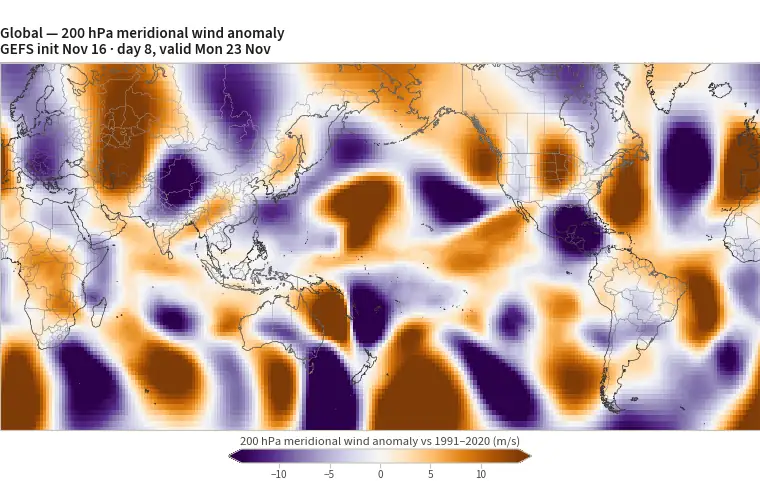 Global — 200 hPa meridional wind anomaly
GEFS init Nov 16 · day 8, valid Mon 23 Nov
200 hPa meridional wind anomaly vs 1991–2020 (m/s)
−10 −5 0 5 10